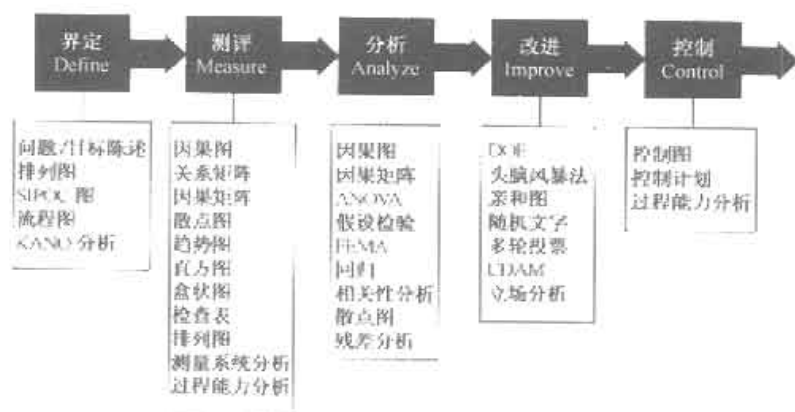 界定
Define
测评
Measure
分析
Analyze
改进
Improve
控制
Control
问题/目标陈述
排列图
SIPOC 图
流程图
KANO 分析
因果图
关系矩阵
因果矩阵
散点图
趋势图
直方图
盒状图
检查表
排列图
测量系统分析
过程能力分析
因果图
因果矩阵
ANOVA
假设检验
FEMA
回归
相关性分析
散点图
残差分析
DOE
头脑风暴法
亲和图
随机文字
多轮投票
立场分析
控制图
控制计划
过程能力分析